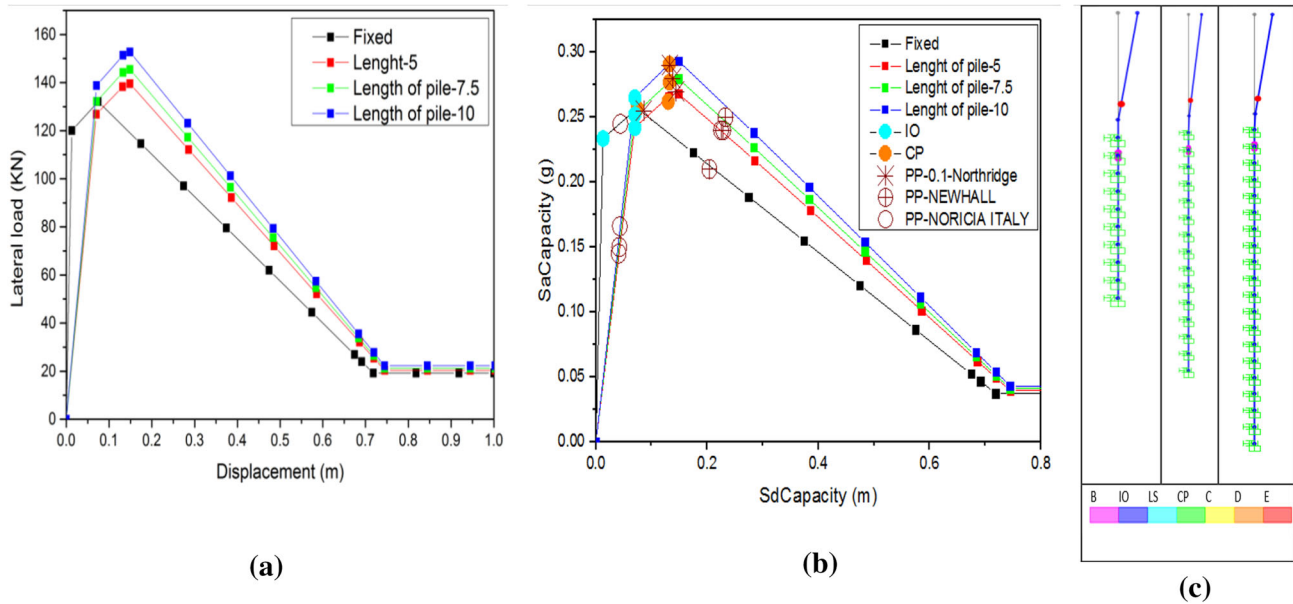 160
140
120
100
80
60
40
20
0
Lateral load (KN)
0.0 0.1 0.2 0.3 0.4 0.5 0.6 0.7 0.8 0.9 1.0
Displacement (m)
Fixed
Lenght-5
Length of pile-7.5
Length of pile-10
(a)
0.30
0.25
0.20
0.15
0.10
0.05
0.00
SaCapacity (g)
0.0 0.2 0.4 0.6 0.8
SdCapacity (m)
Fixed
Lenght of pile-5
Lenght of pile-7.5
Lenght of pile-10
IO
CP
PP-0.1-Northridge
PP-NEWHALL
PP-NORICIA ITALY
(b)
B IO LS CP C D E
(c)